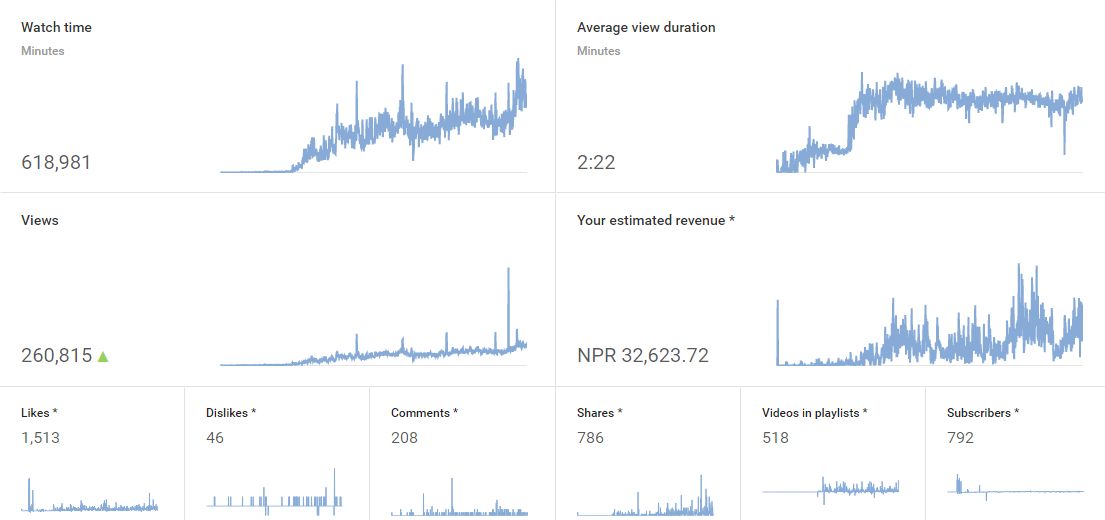 Watch time
Minutes
618,981
Average view duration
Minutes
2:22
Views
260,815
Your estimated revenue *
NPR 32,623.72
Likes *
1,513
Dislikes *
46
Comments *
208
Shares *
786
Videos in playlists *
518
Subscribers *
792